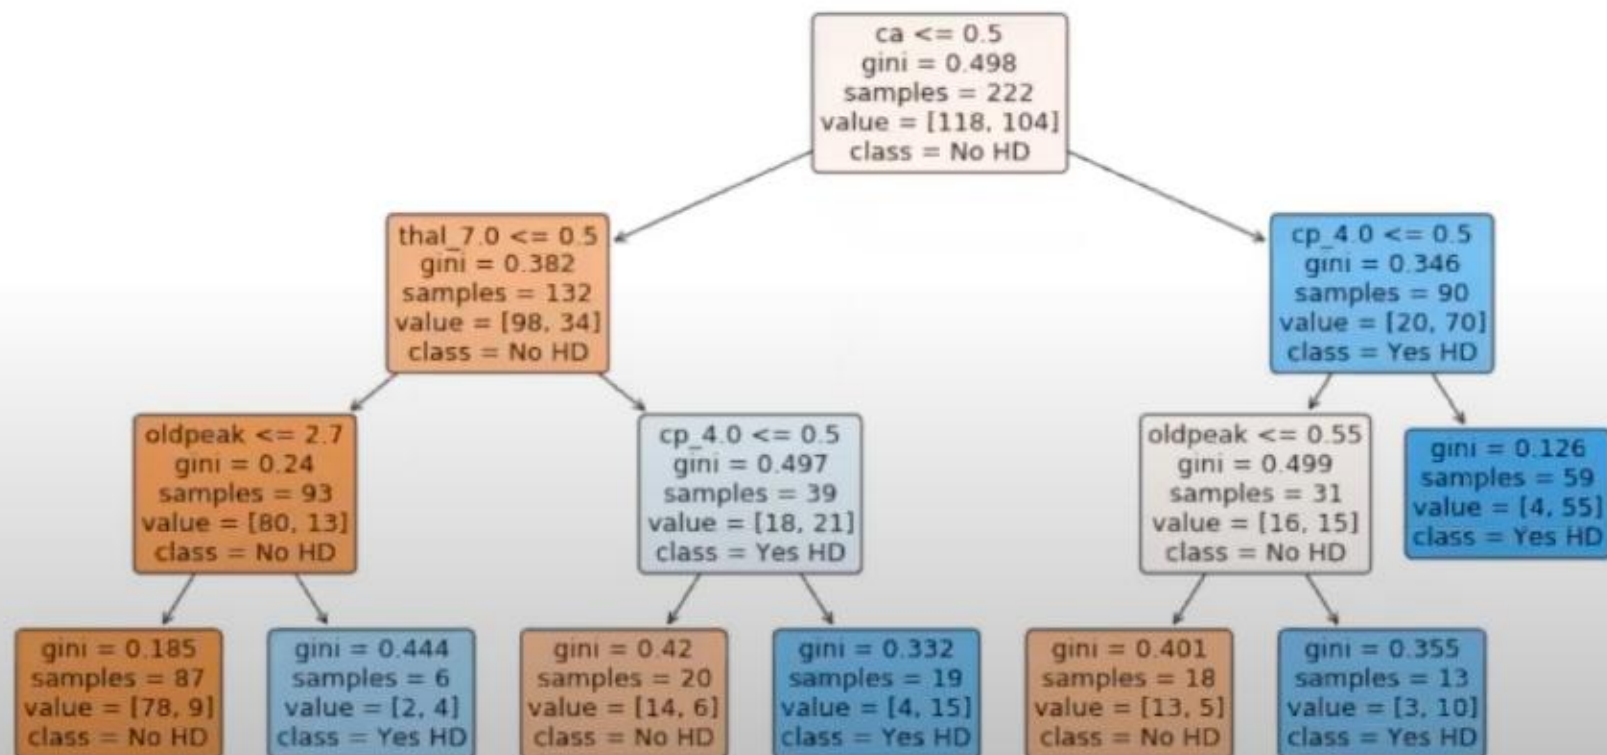 ca <= 0.5
gini = 0.498
samples = 222
value = [118, 104]
class = No HD
thal_7.0 <= 0.5
gini = 0.382
samples = 132
value = [98, 34]
class = No HD
cp_4.0 <= 0.5
gini = 0.346
samples = 90
value = [20, 70]
class = Yes HD
oldpeak <= 2.7
gini = 0.24
samples = 93
value = [80, 13]
class = No HD
cp_4.0 <= 0.5
gini = 0.497
samples = 39
value = [18, 21]
class = Yes HD
oldpeak <= 0.55
gini = 0.499
samples = 31
value = [16, 15]
class = No HD
gini = 0.126
samples = 59
value = [4, 55]
class = Yes HD
gini = 0.185
samples = 87
value = [78, 9]
class = No HD
gini = 0.444
samples = 6
value = [2, 4]
class = Yes HD
gini = 0.42
samples = 20
value = [14, 6]
class = No HD
gini = 0.332
samples = 19
value = [4, 15]
class = Yes HD
gini = 0.401
samples = 18
value = [13, 5]
class = No HD
gini = 0.355
samples = 13
value = [3, 10]
class = Yes HD